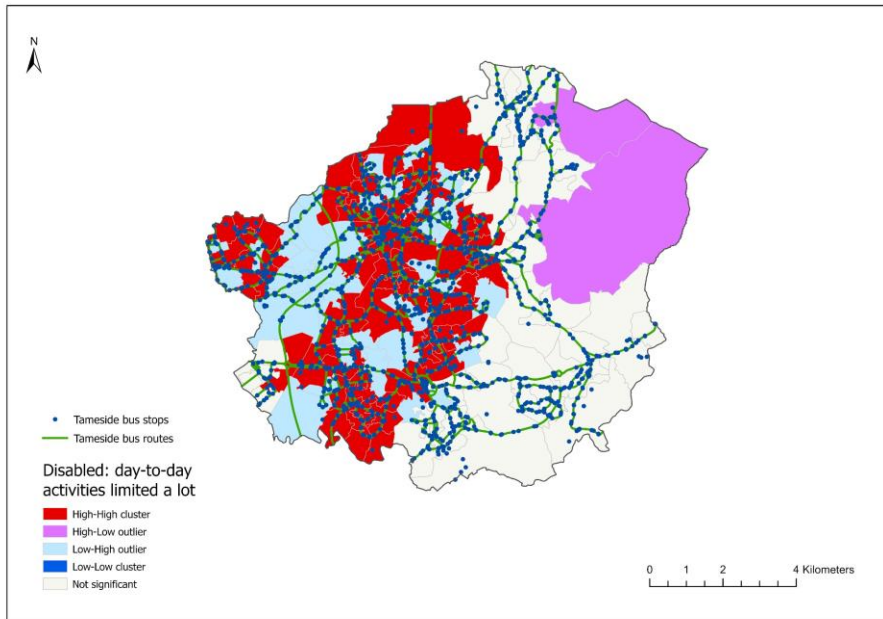 N
Tameside bus stops
Tameside bus routes
Disabled: day-to-day
activities limited a lot
High-High cluster
High-Low outlier
Low-High outlier
Low-Low cluster
Not significant
0 1 2 4 Kilometers